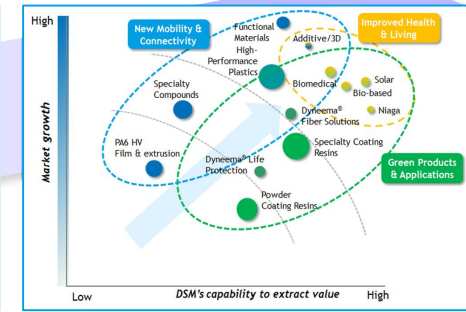 High
New Mobility &
Connectivity
Functional
Materials
High-
Performance
Plastics
Additive/3D
Improved Health
& Living
Biomedical
Solar
Bio-based
Niaga
Specialty
Compounds
Dyneema®
Fiber Solutions
PA6 HV
Film & extrusion
Dyneema® Life
Protection
Specialty Coating
Resins
Green Products
& Applications
Powder
Coating Resins
Market growth
Low
DSM's capability to extract value
High